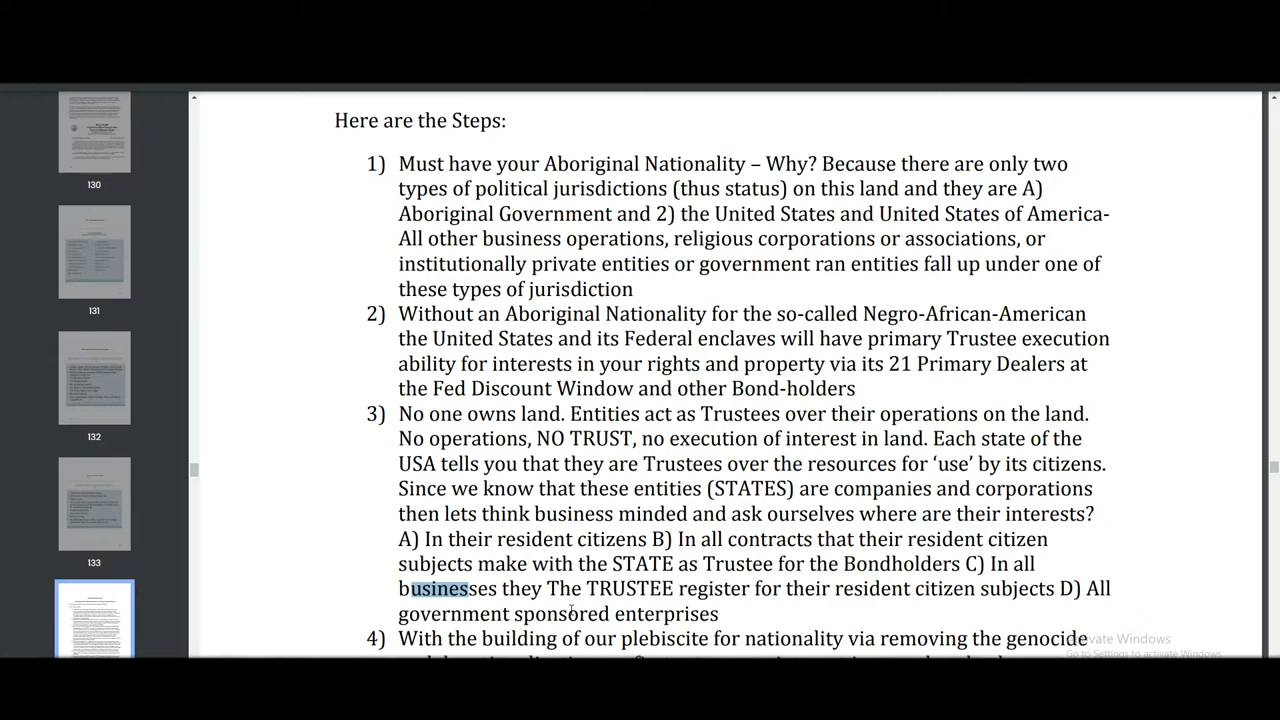 Here are the Steps:
1) Must have your Aboriginal Nationality – Why? Because there are only two
types of political jurisdictions (thus status) on this land and they are A)
Aboriginal Government and 2) the United States and United States of America-
All other business operations, religious corporations or associations, or
institutionary private entities or government ran entities fall up under one of
these types of jurisdiction
2) Without an Aboriginal Nationality for the so-called Negro-African-American
the United States and its Federal enclaves will have primary Trustee execution
ability for interests in your rights and property via its 21 Primary Dealers at
the Fed Discount Window and other Bond-holders
3) No one owns land. Entities act as Trustees over their operations on the land.
No operations, NO TRUST, no execution of interest in land. Each state of the
USA tells you that they are Trustees over the resources for ‘use’ by its citizens.
Since we know that these entities (STATES) are companies and corporations
then lets think business minded and ask ourselves where are their interests?
A) In their resident citizens B) In all contracts that their resident citizen
subjects make with the STATE as Trustee for the Bondholders C) In all
businesses they The TRUSTEE register for their resident citizen subjects D) All
government sponsored enterprises
4) With the building of our plebiscite for nationality via removing the genocide
130
131
132
133
Activate Windows
Go to Settings to activate Windows.